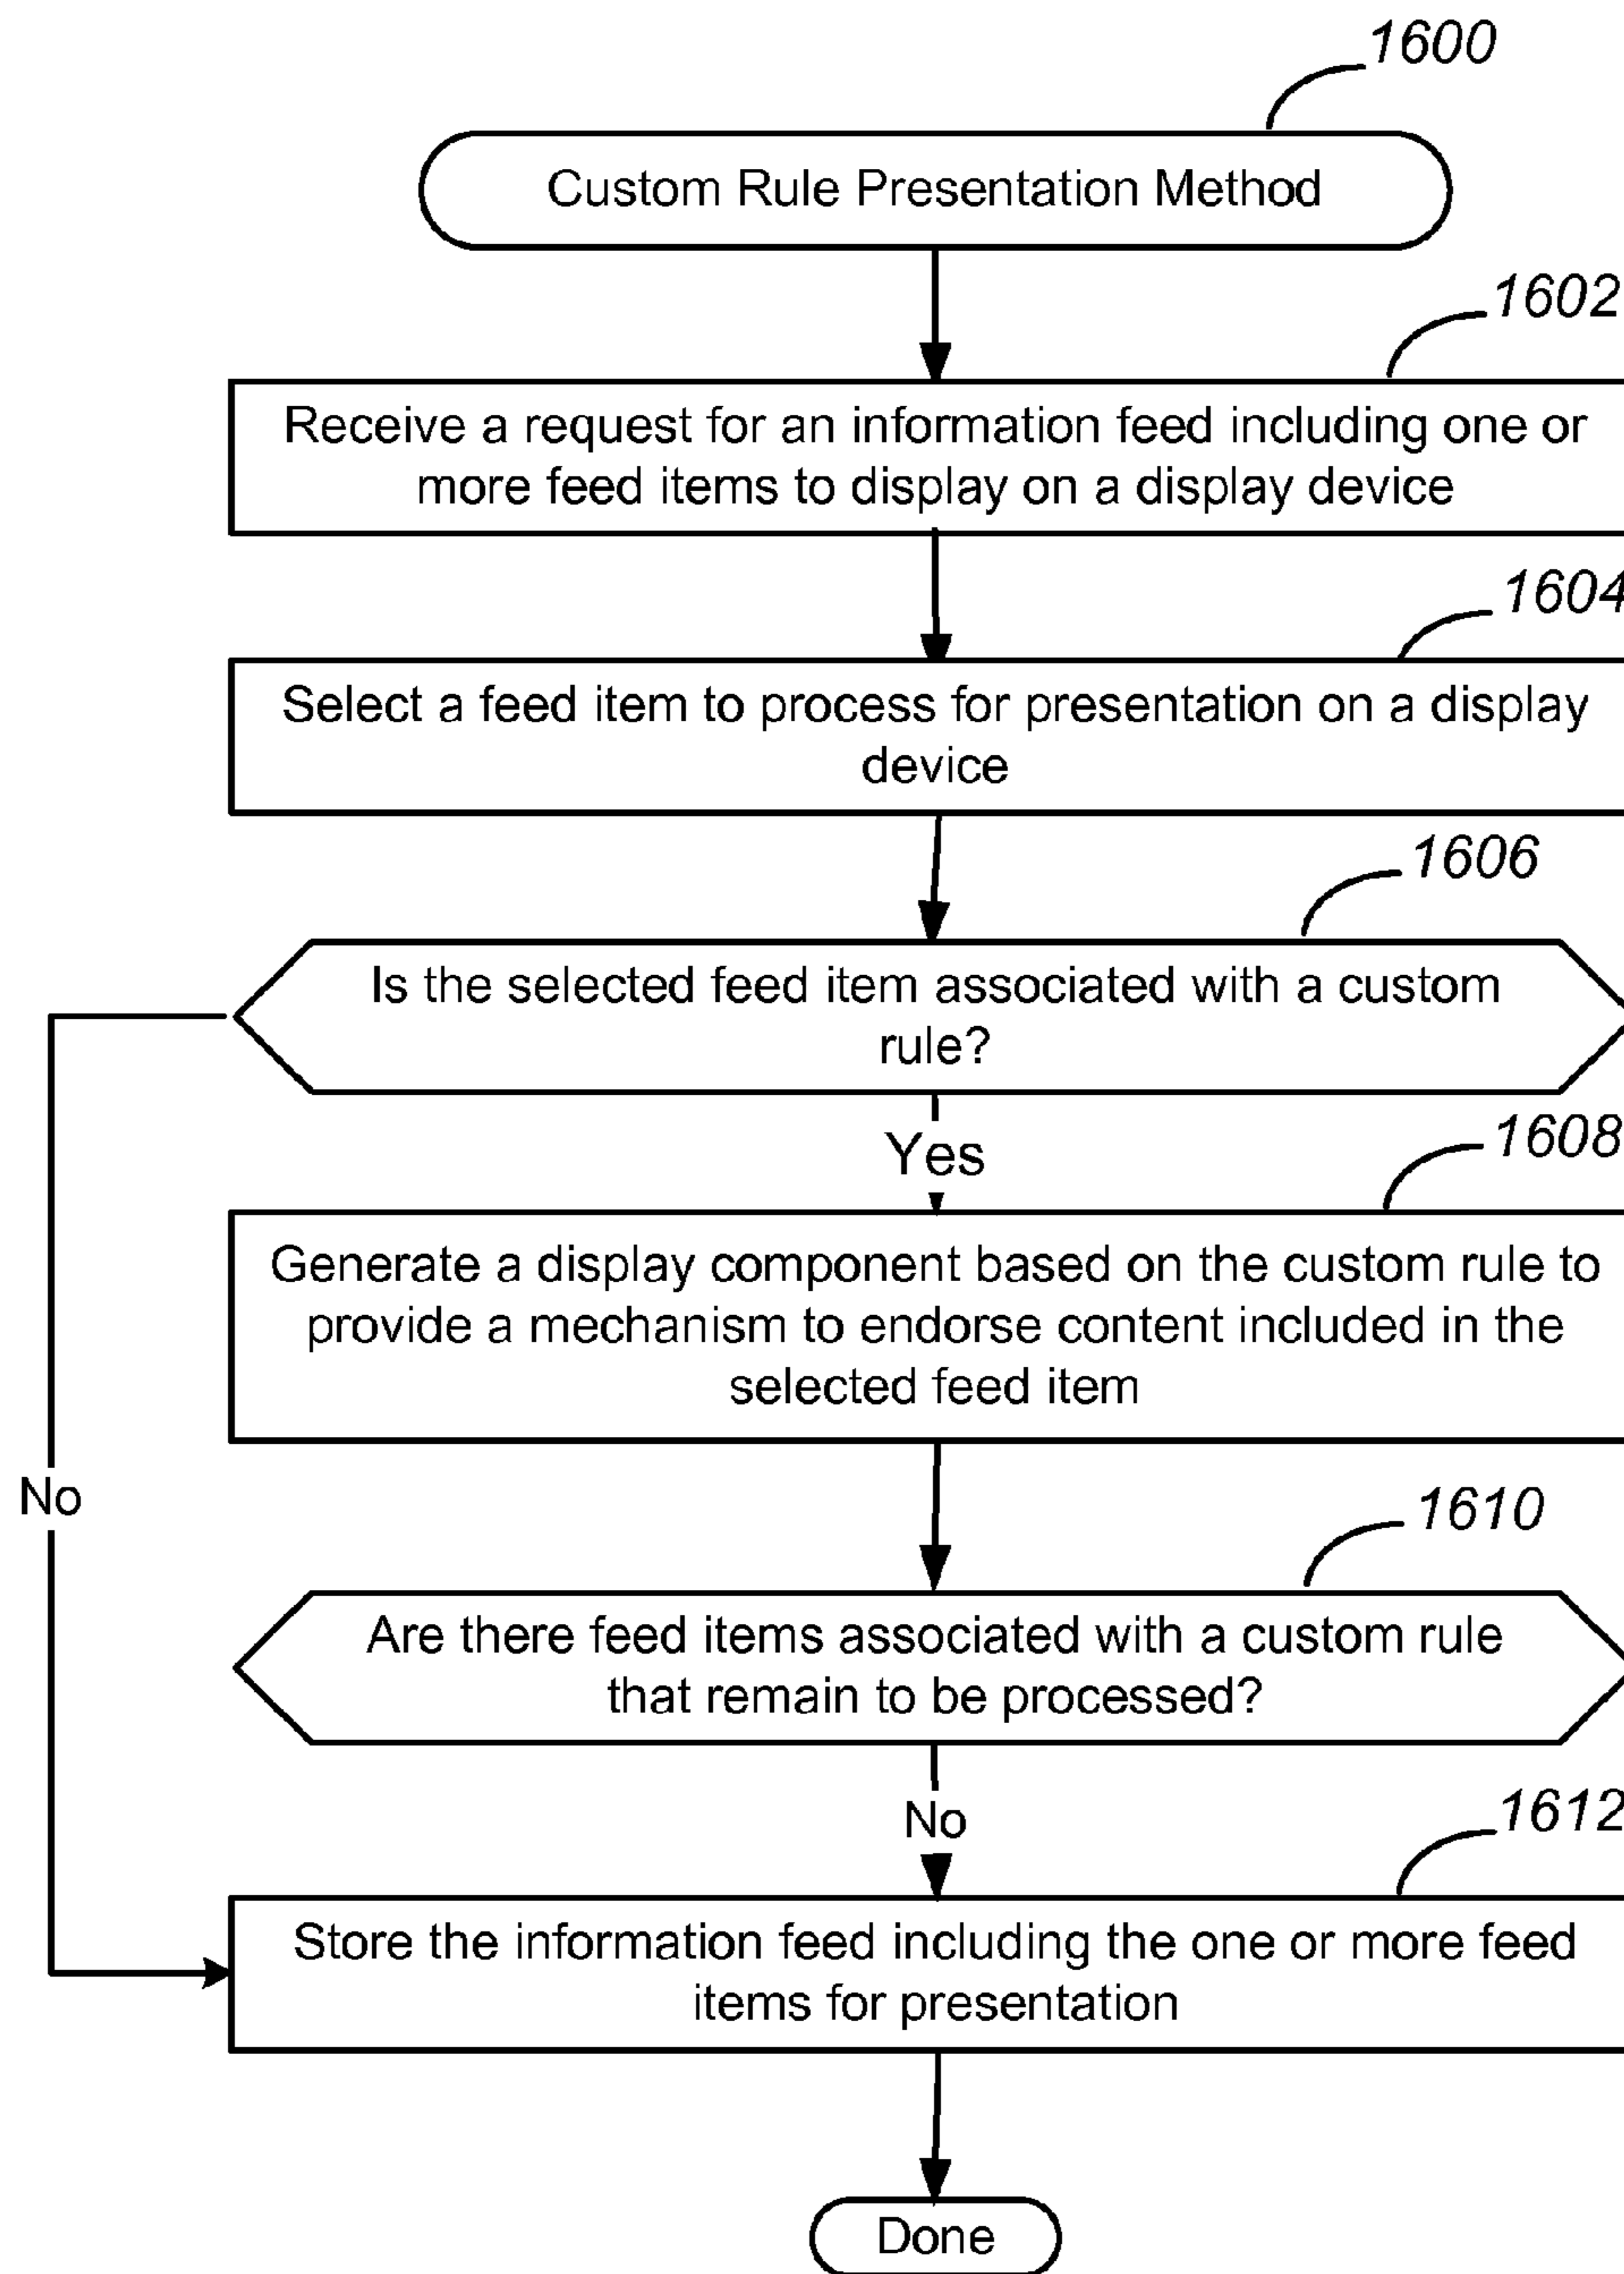 1600
Custom Rule Presentation Method
1602
Receive a request for an information feed including one or
more feed items to display on a display device
1604
Select a feed item to process for presentation on a display
device
1606
Is the selected feed item associated with a custom
rule?
Yes
1608
Generate a display component based on the custom rule to
provide a mechanism to endorse content included in the
selected feed item
No
1610
Are there feed items associated with a custom rule
that remain to be processed?
No
1612
Store the information feed including the one or more feed
items for presentation
Done